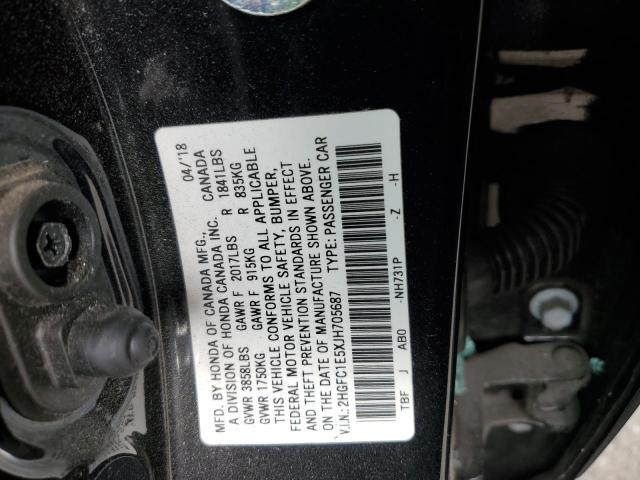 MFD. BY HONDA OF CANADA MFG., 04/'18
A DIVISION OF HONDA CANADA INC. CANADA
GVWR 3858LBS GAWR F 2017LBS R 1841LBS
GVWR 1750KG GAWR F 915KG R 835KG
THIS VEHICLE CONFORMS TO ALL APPLICABLE
FEDERAL MOTOR VEHICLE SAFETY, BUMPER,
AND THEFT PREVENTION STANDARDS IN EFFECT
ON THE DATE OF MANUFACTURE SHOWN ABOVE.
V.I.N.: 2HGFC1E5XJH705687 TYPE: PASSENGER CAR
TBF J AB0 -NH731P -Z -H